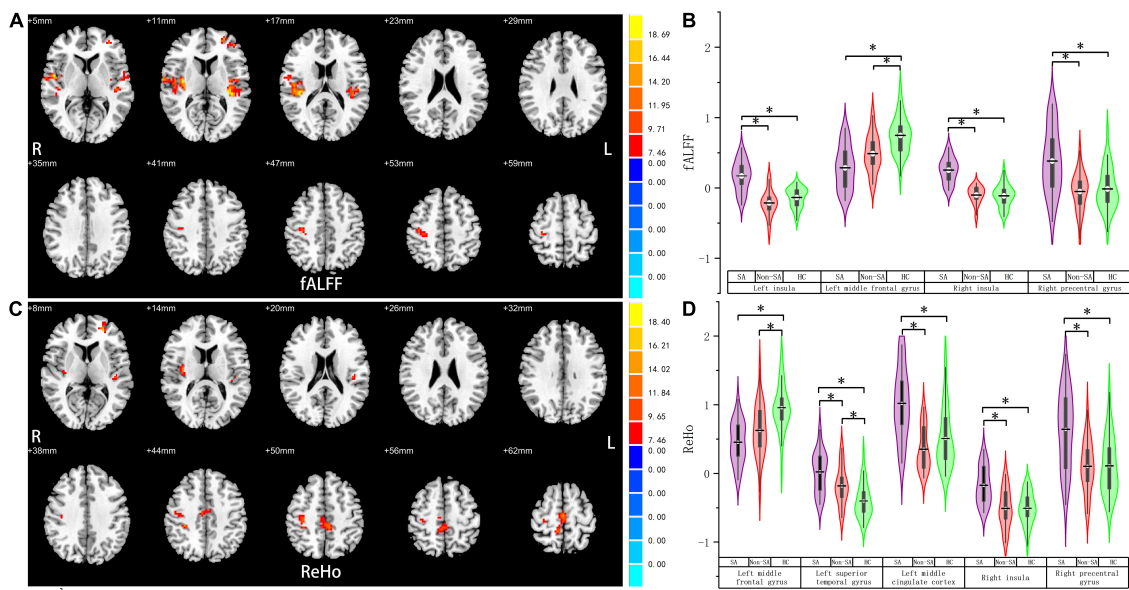 A
+5mm +11mm +17mm +23mm +29mm
R L
+35mm +41mm +47mm +53mm +59mm
fALFF
18.69
16.44
14.20
11.95
9.71
7.46
0.00
0.00
0.00
0.00
0.00
0.00
B
fALFF
2
1
0
-1
* * * * * * * *
SA Non-SA HC SA Non-SA HC SA Non-SA HC SA Non-SA HC
Left insula Left middle frontal gyrus Right insula Right precentral gyrus
C
+8mm +14mm +20mm +26mm +32mm
R L
+38mm +44mm +50mm +56mm +62mm
ReHo
18.40
16.21
14.02
11.84
9.65
7.46
0.00
0.00
0.00
0.00
0.00
0.00
D
ReHo
2
1
0
-1
* * * * * * * * * * *
SA Non-SA HC SA Non-SA HC SA Non-SA HC SA Non-SA HC SA Non-SA HC
Left middle frontal gyrus
Left superior temporal gyrus
Left middle cingulate cortex
Right insula
Right precentral gyrus